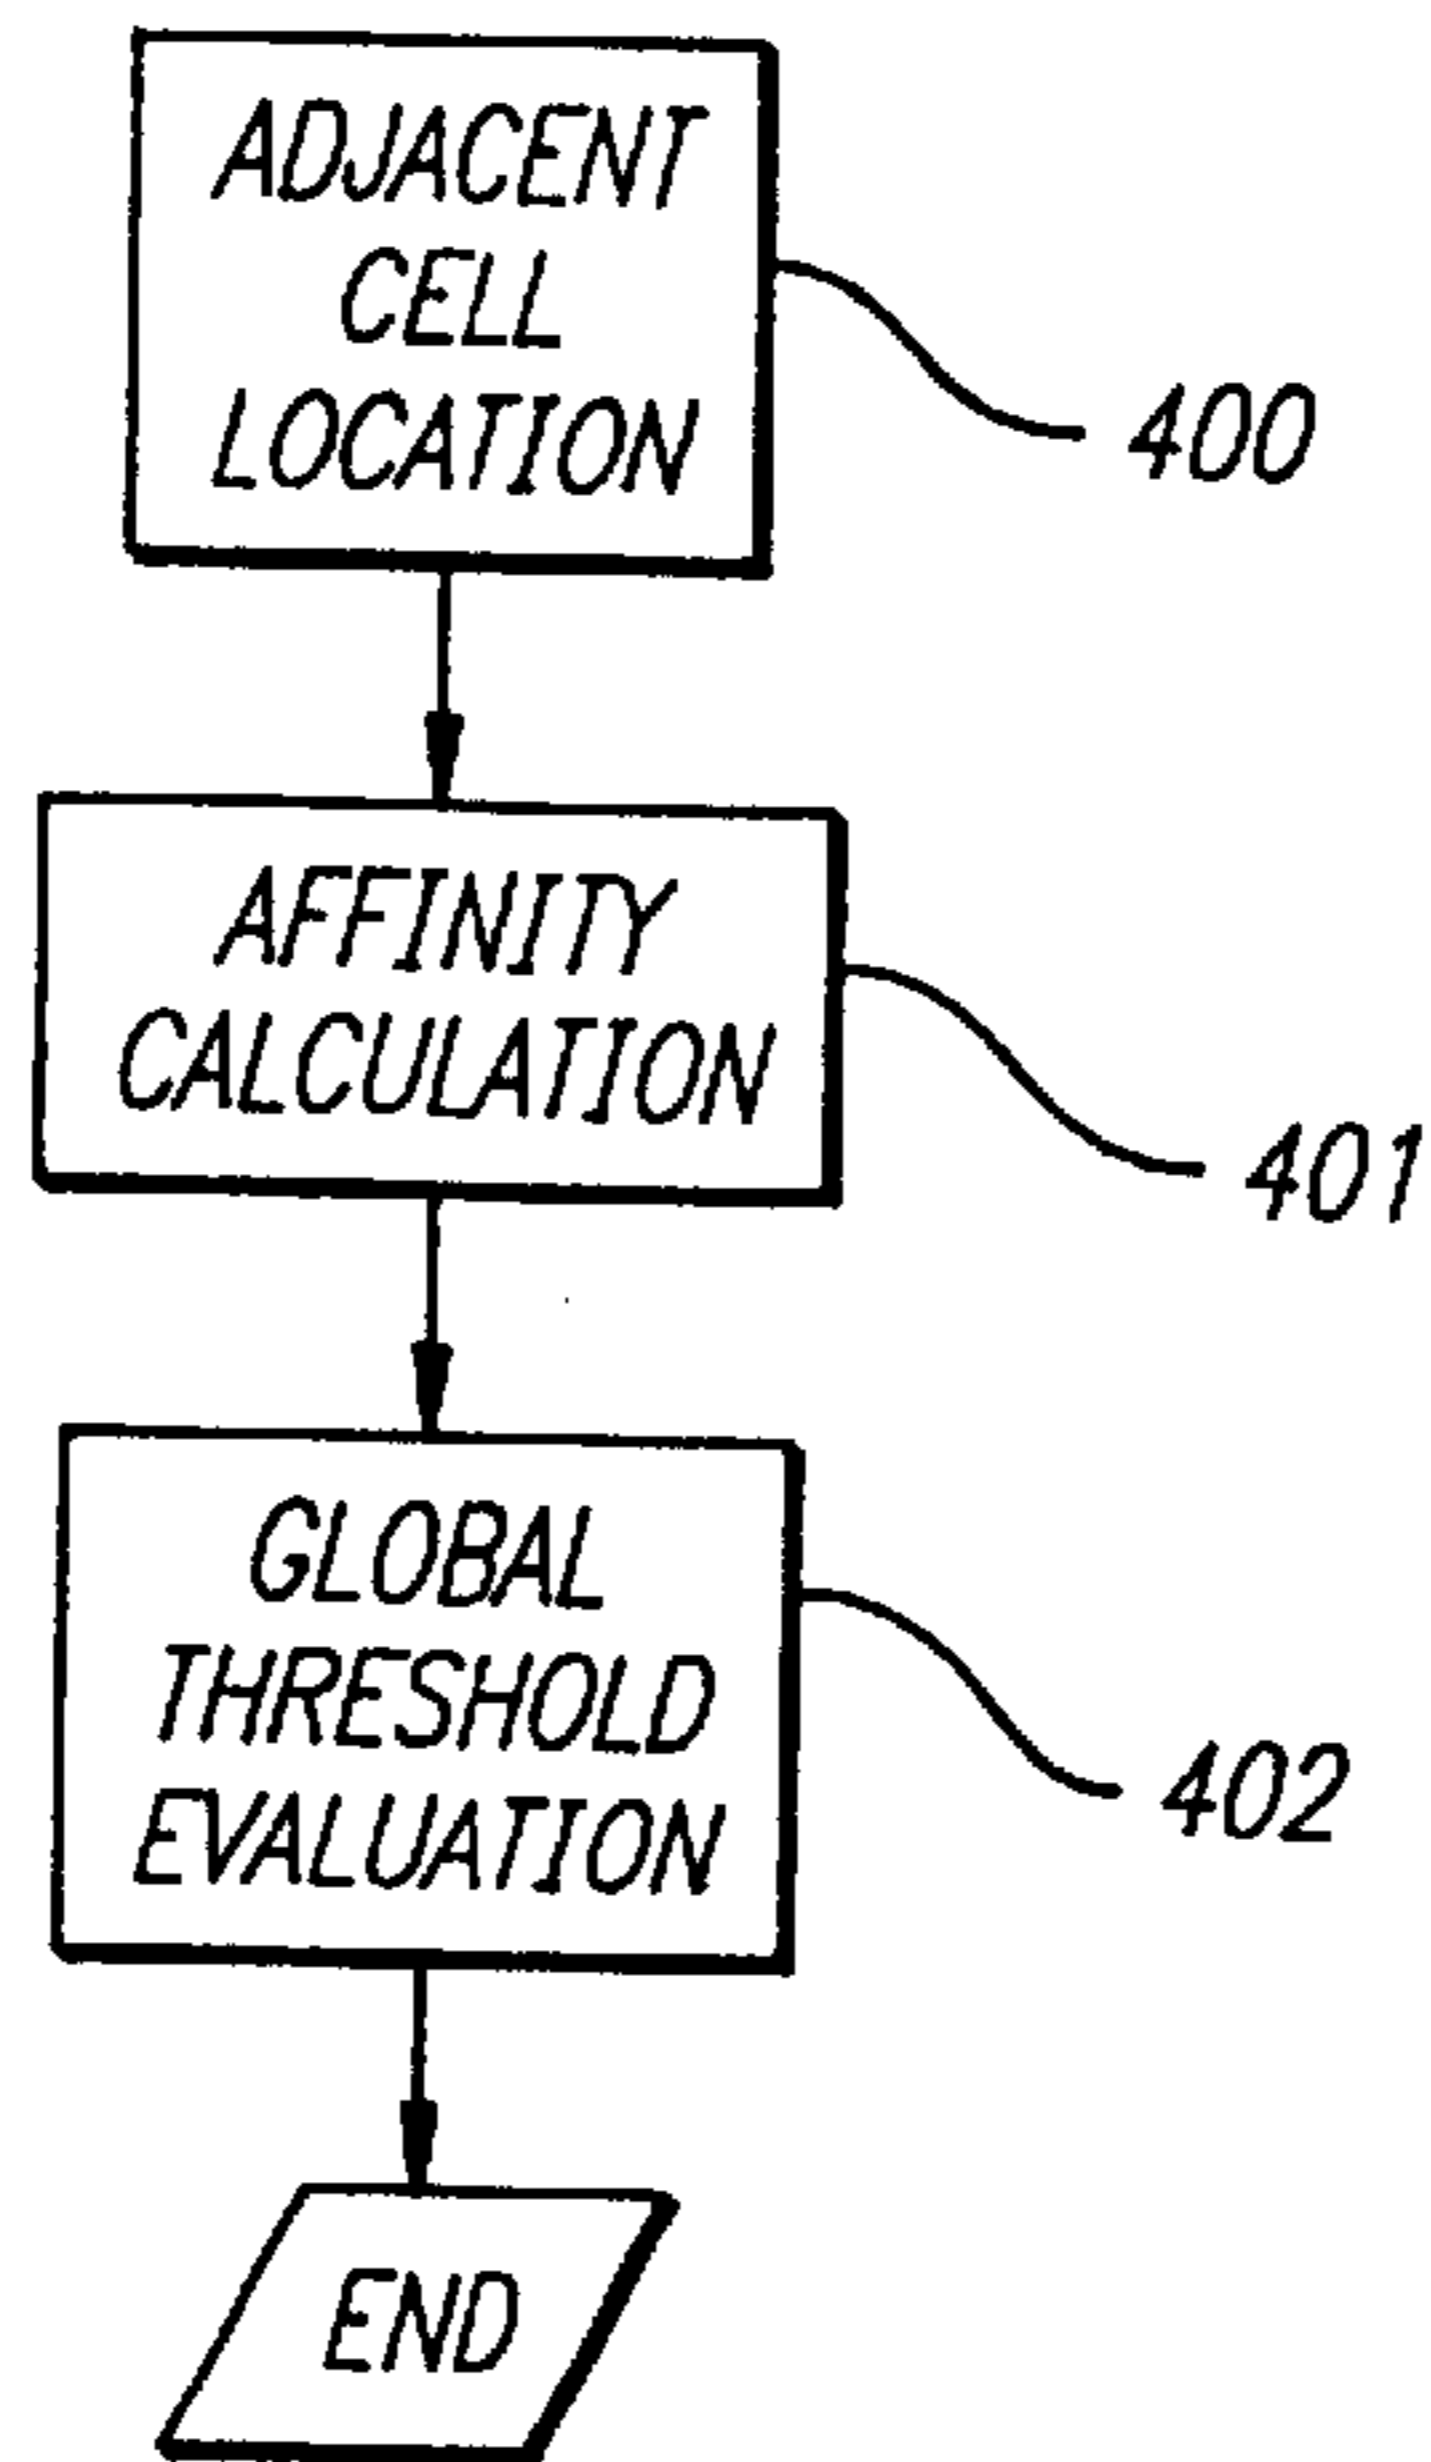 ADJACENT
CELL
LOCATION
400
AFFINITY
CALCULATION
401
GLOBAL
THRESHOLD
EVALUATION
402
END